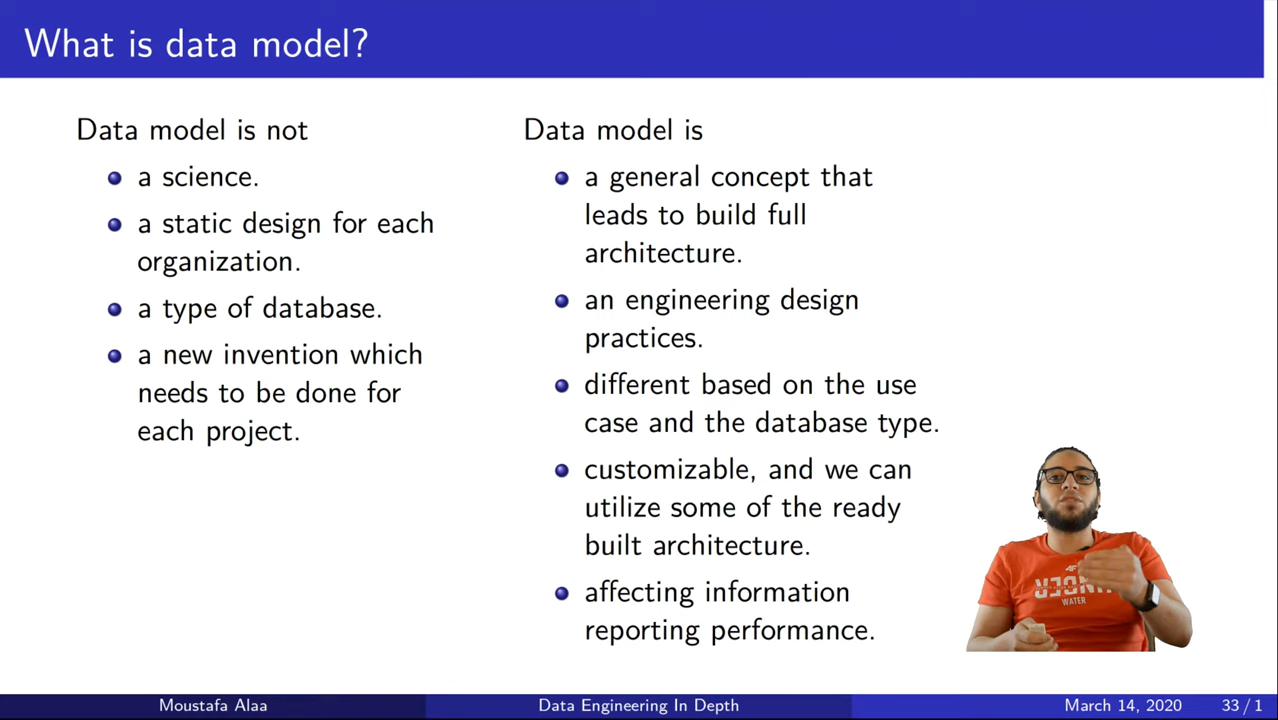 What is data model?
Data model is not
a science.
a static design for each
organization.
a type of database.
a new invention which
needs to be done for
each project.
Data model is
a general concept that
leads to build full
architecture.
an engineering design
practices.
different based on the use
case and the database type.
customizable, and we can
utilize some of the ready
built architecture.
affecting information
reporting performance.
4F
WATER
Moustafa Alaa
Data Engineering In Depth
March 14, 2020
33 / 1